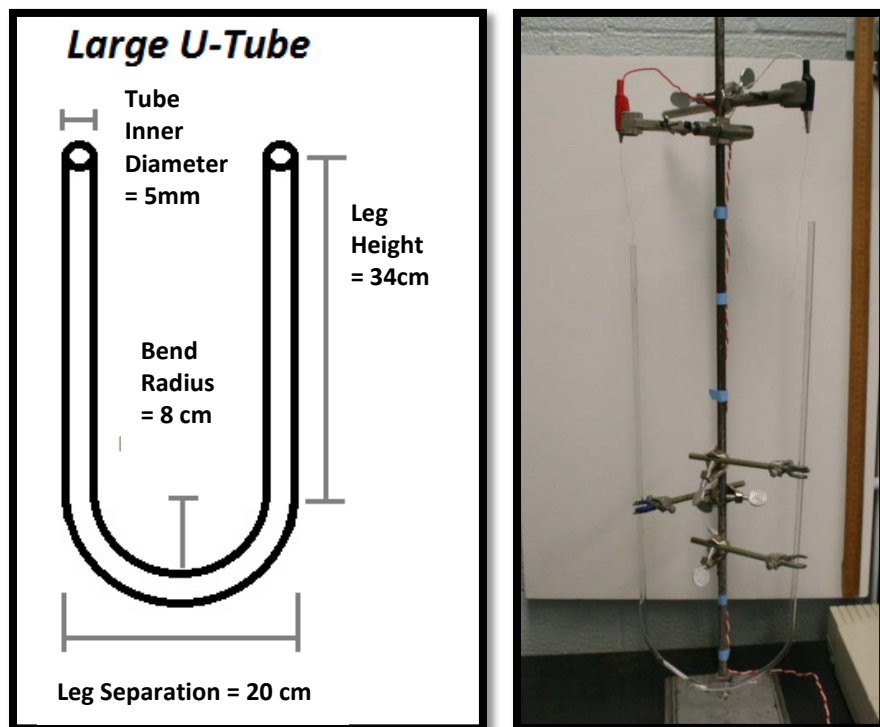 Large U-Tube
Tube
Inner
Diameter
= 5mm
Leg
Height
= 34cm
Bend
Radius
= 8 cm
Leg Separation = 20 cm